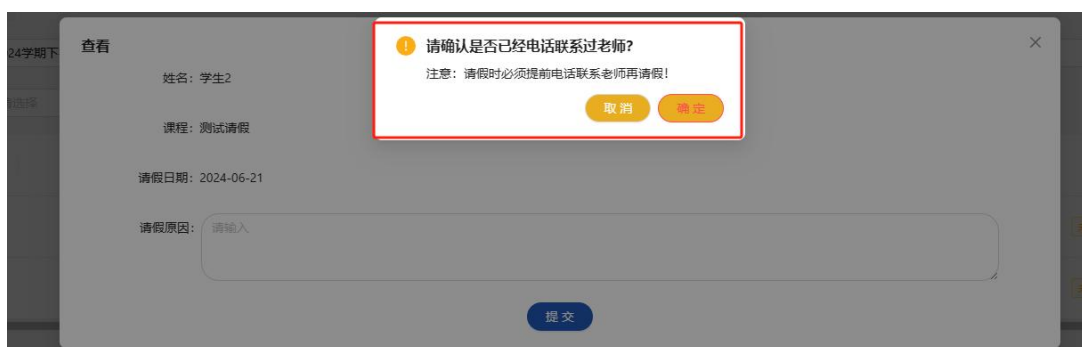 24学期下
查看
请确认是否已经电话联系过老师?
注意：请假时必须提前电话联系老师再请假!
取 消
确 定
姓名：学生2
请选择
课程：测试请假
请假日期：2024-06-21
请假原因：
请输入
提 交